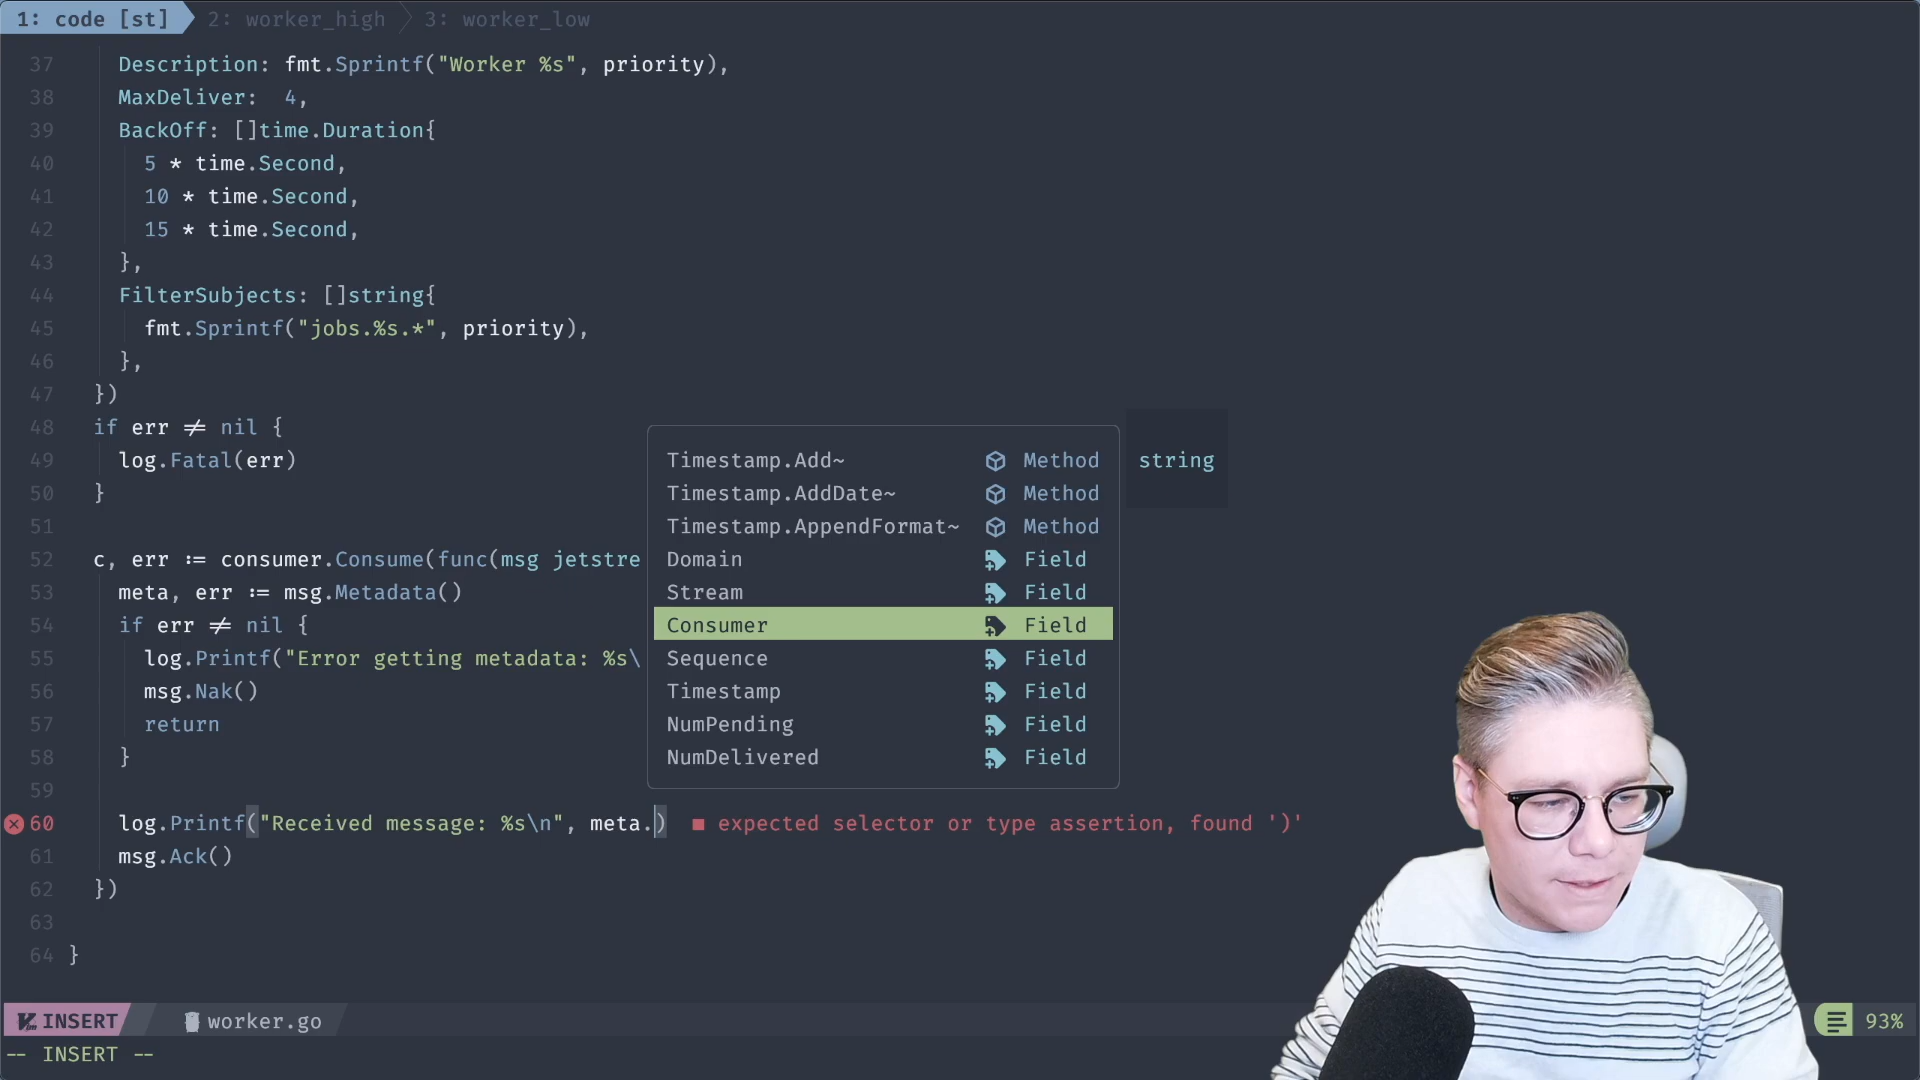 1: code [st] 2: worker_high 3: worker_low
37 Description: fmt.Sprintf("Worker %s", priority),
38 MaxDeliver: 4,
39 BackOff: []time.Duration{
40 5 * time.Second,
41 10 * time.Second,
42 15 * time.Second,
43 },
44 FilterSubjects: []string{
45 fmt.Sprintf("jobs.%s.*", priority),
46 },
47 })
48 if err ≠ nil {
49 log.Fatal(err)
50 }
51
52 c, err := consumer.Consume(func(msg jetstre
53 meta, err := msg.Metadata()
54 if err ≠ nil {
55 log.Printf("Error getting metadata: %s\
56 msg.Nak()
57 return
58 }
59
60 log.Printf("Received message: %s\n", meta.) ■ expected selector or type assertion, found ')'
61 msg.Ack()
62 })
63
64 }
Timestamp.Add~ Method
Timestamp.AddDate~ Method
Timestamp.AppendFormat~ Method
Domain Field
Stream Field
Consumer Field
Sequence Field
Timestamp Field
NumPending Field
NumDelivered Field
string
INSERT worker.go 93%
-- INSERT --